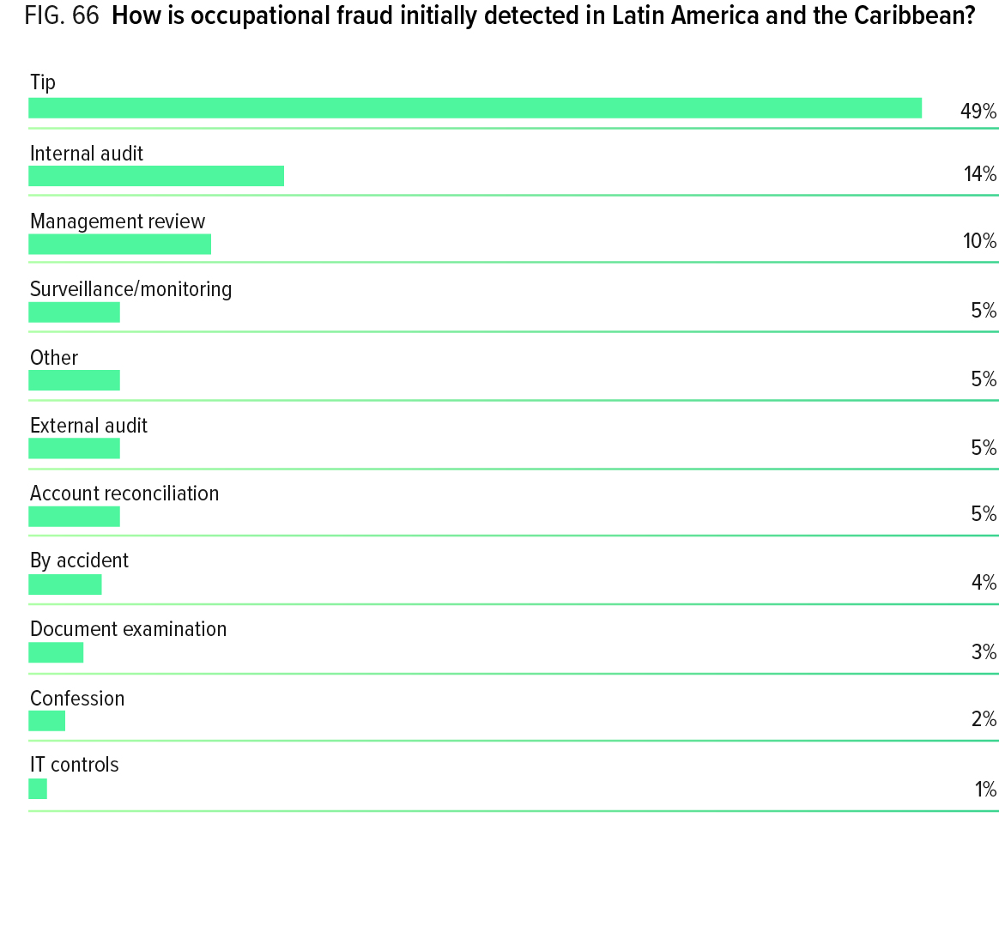 FIG. 66 How is occupational fraud initially detected in Latin America and the Caribbean?
Tip
49%
Internal audit
14%
Management review
10%
Surveillance/monitoring
5%
Other
5%
External audit
5%
Account reconciliation
5%
By accident
4%
Document examination
3%
Confession
2%
IT controls
1%